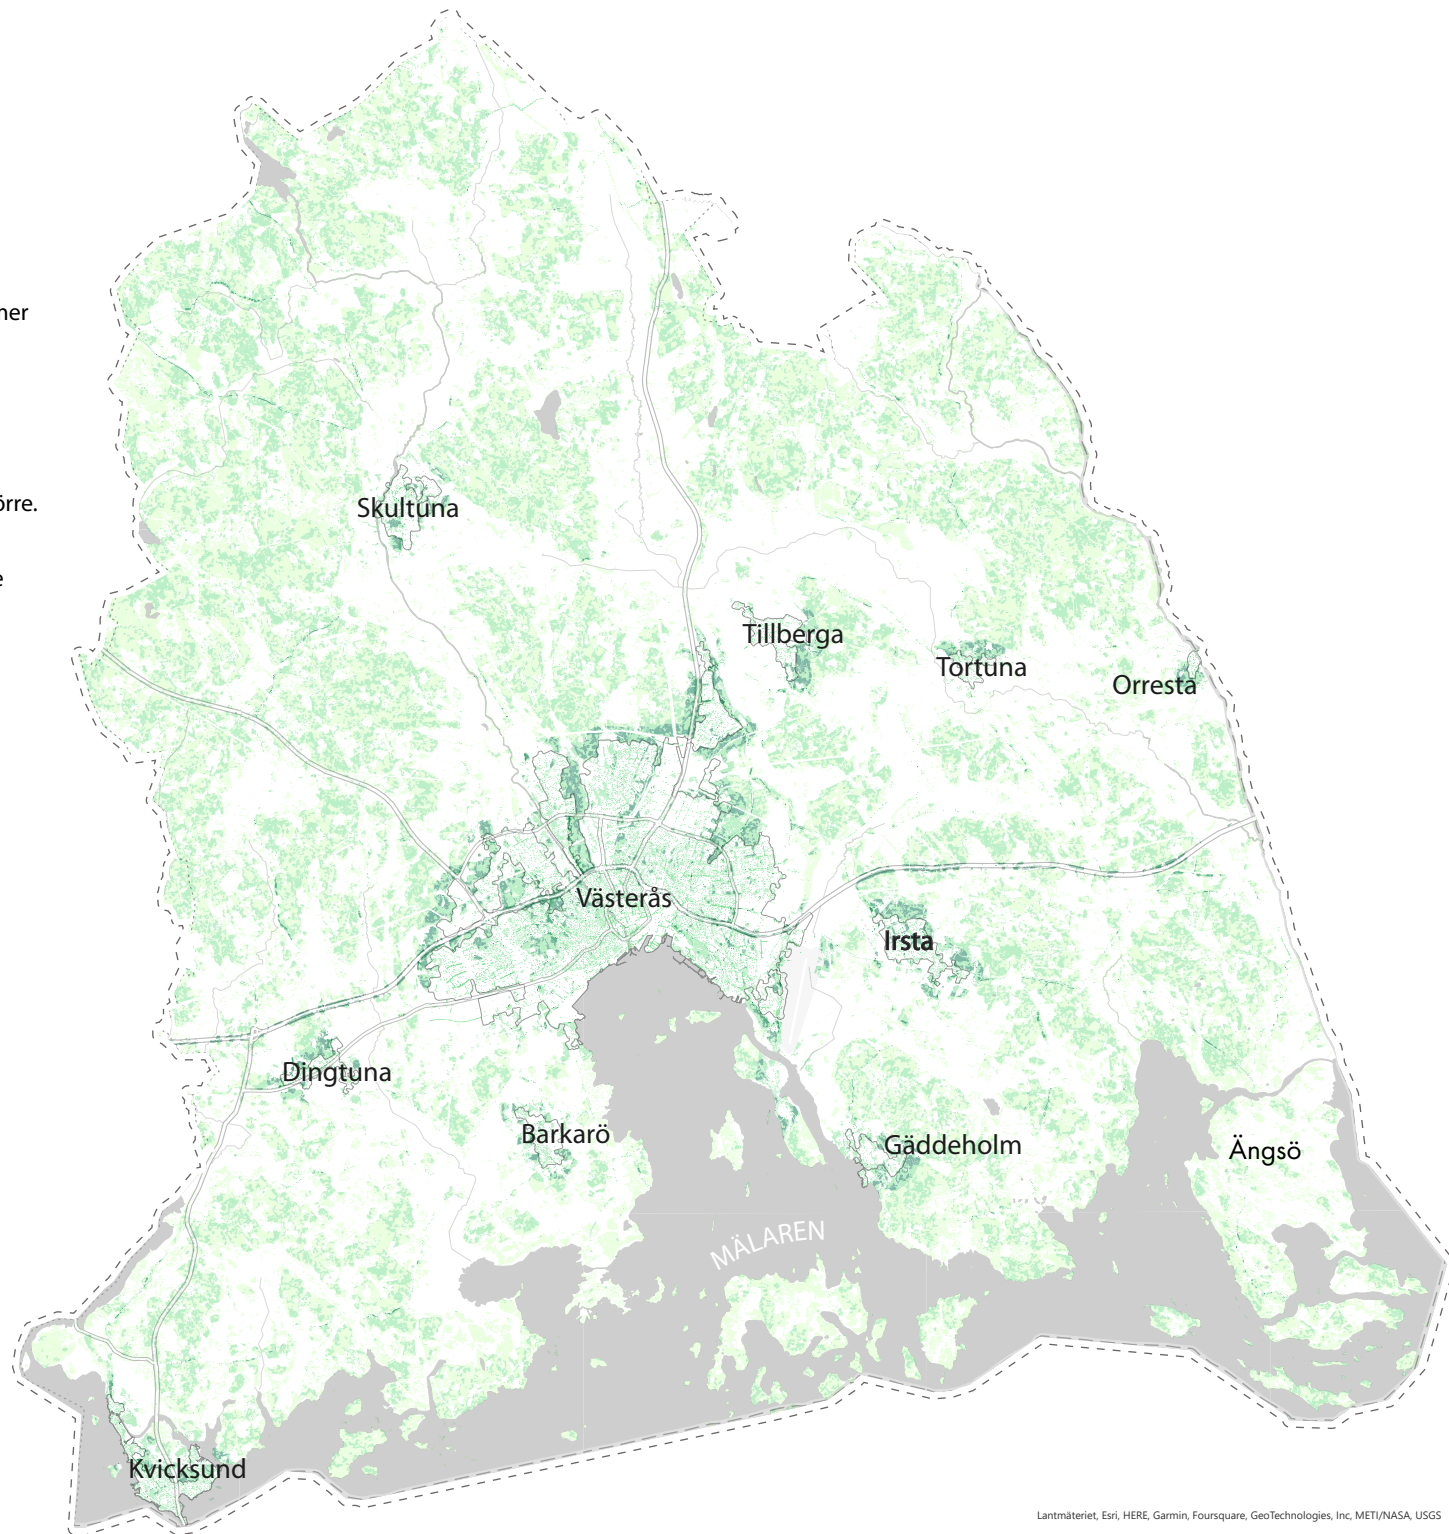 ner
örre.
e
Skultuna
Tillberga
Tortuna
Orresta
Västerås
Irsta
Dingtuna
Barkarö
Gäddeholm
Ängsö
MÄLAREN
Kvicksund
Lantmäteriet, Esri, HERE, Garmin, Foursquare, GeoTechnologies, Inc, METI/NASA, USGS